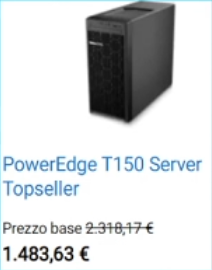 PowerEdge T150 Server
Topseller
Prezzo base 2.318,17 €
1.483,63 €